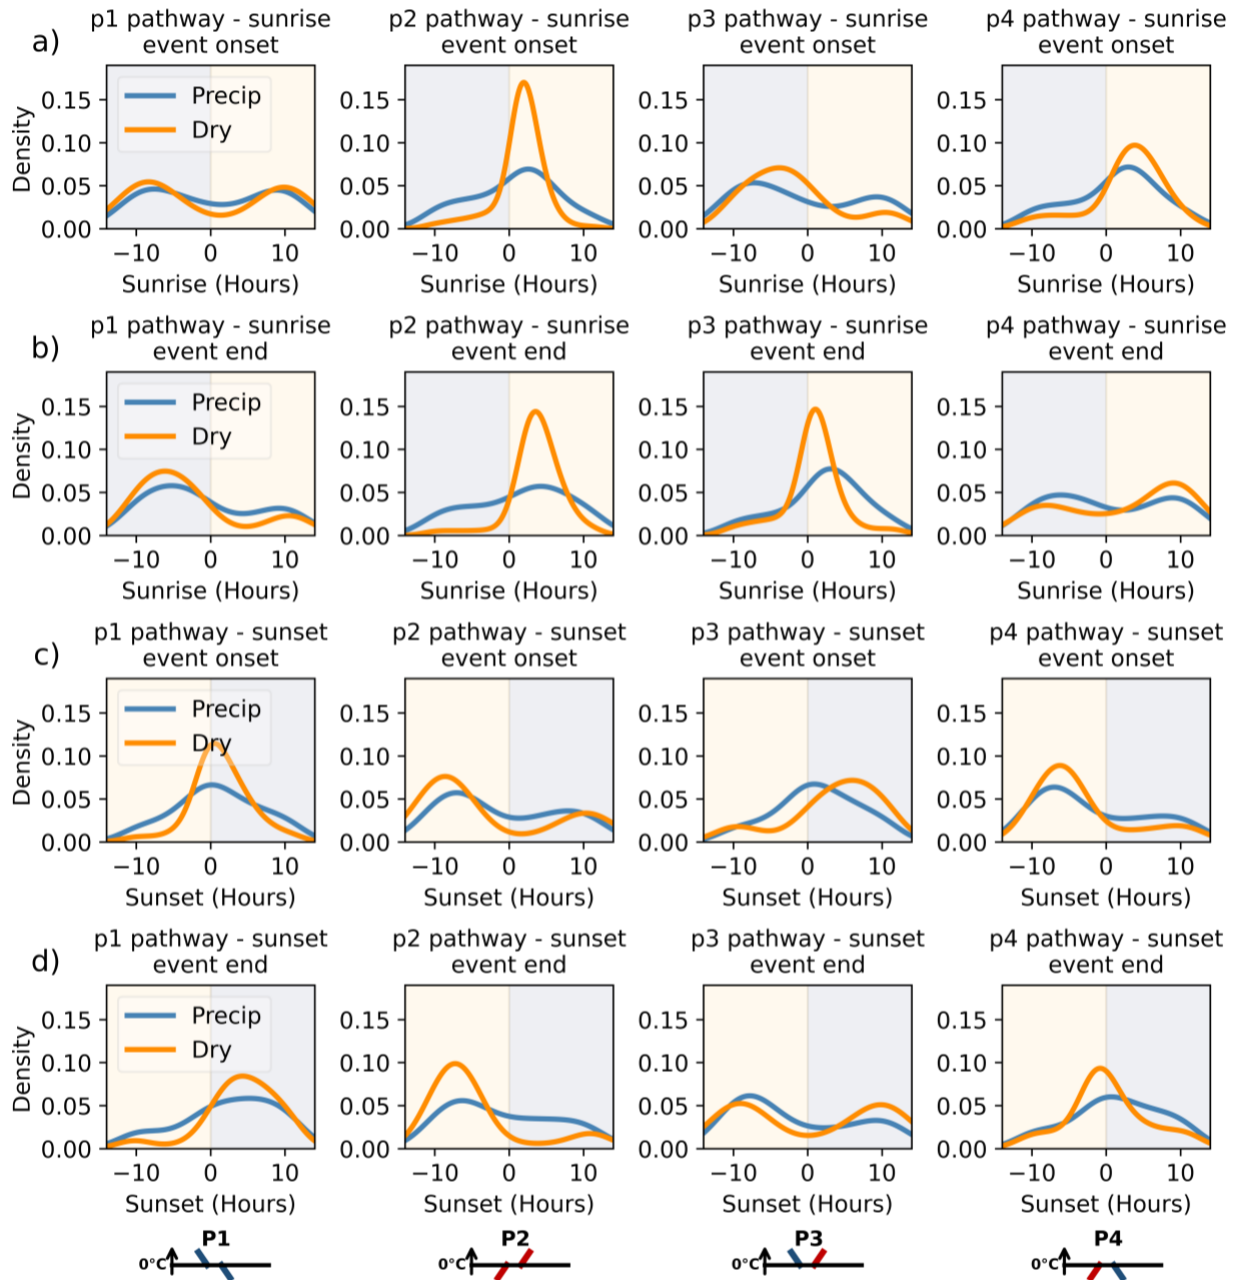 a)
p1 pathway - sunrise
event onset
p2 pathway - sunrise
event onset
p3 pathway - sunrise
event onset
p4 pathway - sunrise
event onset
Density
0.15
0.10
0.05
0.00
Precip
Dry
−10 0 10
Sunrise (Hours)
0.15
0.10
0.05
0.00
−10 0 10
Sunrise (Hours)
0.15
0.10
0.05
0.00
−10 0 10
Sunrise (Hours)
0.15
0.10
0.05
0.00
−10 0 10
Sunrise (Hours)
b)
p1 pathway - sunrise
event end
p2 pathway - sunrise
event end
p3 pathway - sunrise
event end
p4 pathway - sunrise
event end
Density
0.15
0.10
0.05
0.00
Precip
Dry
−10 0 10
Sunrise (Hours)
0.15
0.10
0.05
0.00
−10 0 10
Sunrise (Hours)
0.15
0.10
0.05
0.00
−10 0 10
Sunrise (Hours)
0.15
0.10
0.05
0.00
−10 0 10
Sunrise (Hours)
c)
p1 pathway - sunset
event onset
p2 pathway - sunset
event onset
p3 pathway - sunset
event onset
p4 pathway - sunset
event onset
Density
0.15
0.10
0.05
0.00
Precip
Dry
−10 0 10
Sunset (Hours)
0.15
0.10
0.05
0.00
−10 0 10
Sunset (Hours)
0.15
0.10
0.05
0.00
−10 0 10
Sunset (Hours)
0.15
0.10
0.05
0.00
−10 0 10
Sunset (Hours)
d)
p1 pathway - sunset
event end
p2 pathway - sunset
event end
p3 pathway - sunset
event end
p4 pathway - sunset
event end
Density
0.15
0.10
0.05
0.00
Precip
Dry
−10 0 10
Sunset (Hours)
0.15
0.10
0.05
0.00
−10 0 10
Sunset (Hours)
0.15
0.10
0.05
0.00
−10 0 10
Sunset (Hours)
0.15
0.10
0.05
0.00
−10 0 10
Sunset (Hours)
P1
0°C
P2
0°C
P3
0°C
P4
0°C